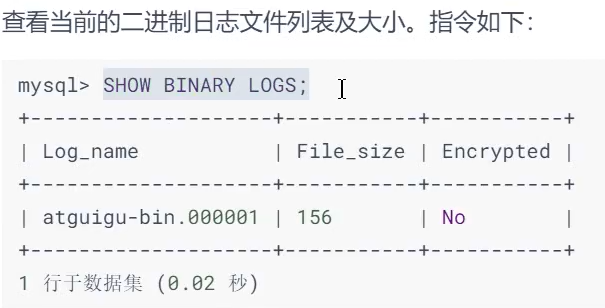 查看当前的二进制日志文件列表及大小。指令如下：
mysql> SHOW BINARY LOGS;
+--------------------+-----------+-----------+
| Log_name | File_size | Encrypted |
+--------------------+-----------+-----------+
| atguigu-bin.000001 | 156 | No |
+--------------------+-----------+-----------+
1 行于数据集 (0.02 秒)